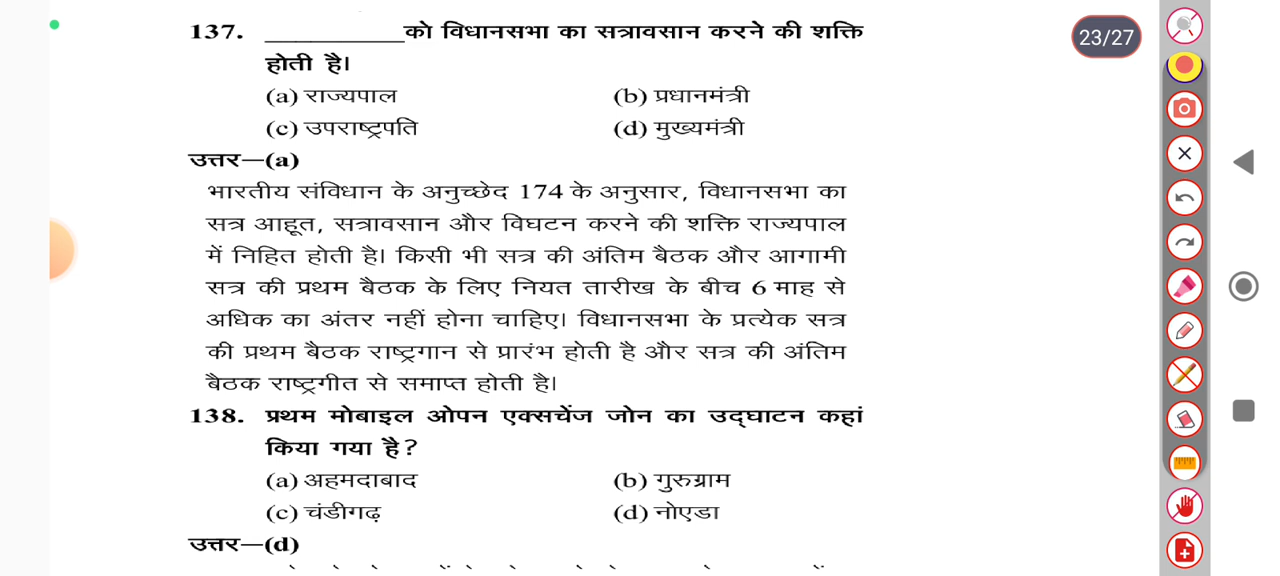 137. __________को विधानसभा का सत्रावसान करने की शक्ति
होती है।
(a) राज्यपाल (b) प्रधानमंत्री
(c) उपराष्ट्रपति (d) मुख्यमंत्री
उत्तर—(a)
भारतीय संविधान के अनुच्छेद 174 के अनुसार, विधानसभा का
सत्र आहूत, सत्रावसान और विघटन करने की शक्ति राज्यपाल
में निहित होती है। किसी भी सत्र की अंतिम बैठक और आगामी
सत्र की प्रथम बैठक के लिए नियत तारीख के बीच 6 माह से
अधिक का अंतर नहीं होना चाहिए। विधानसभा के प्रत्येक सत्र
की प्रथम बैठक राष्ट्रगान से प्रारंभ होती है और सत्र की अंतिम
बैठक राष्ट्रगीत से समाप्त होती है।
138. प्रथम मोबाइल ओपन एक्सचेंज जोन का उद्घाटन कहां
किया गया है?
(a) अहमदाबाद (b) गुरुग्राम
(c) चंडीगढ़ (d) नोएडा
उत्तर—(d)
23/27